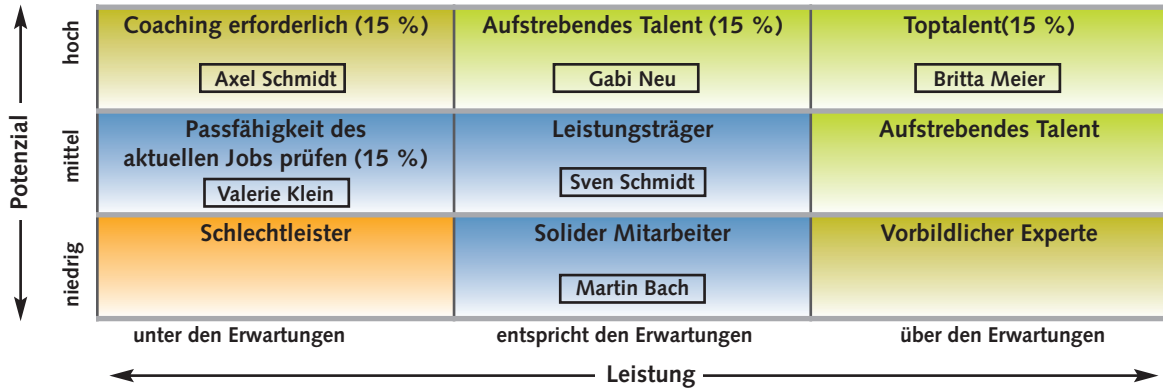 Potenzial
hoch
Coaching erforderlich (15 %)
Axel Schmidt
Aufstrebendes Talent (15 %)
Gabi Neu
Toptalent(15 %)
Britta Meier
mittel
Passfähigkeit des
aktuellen Jobs prüfen (15 %)
Valerie Klein
Leistungsträger
Sven Schmidt
Aufstrebendes Talent
niedrig
Schlechtleister
Solider Mitarbeiter
Martin Bach
Vorbildlicher Experte
unter den Erwartungen
entspricht den Erwartungen
über den Erwartungen
Leistung